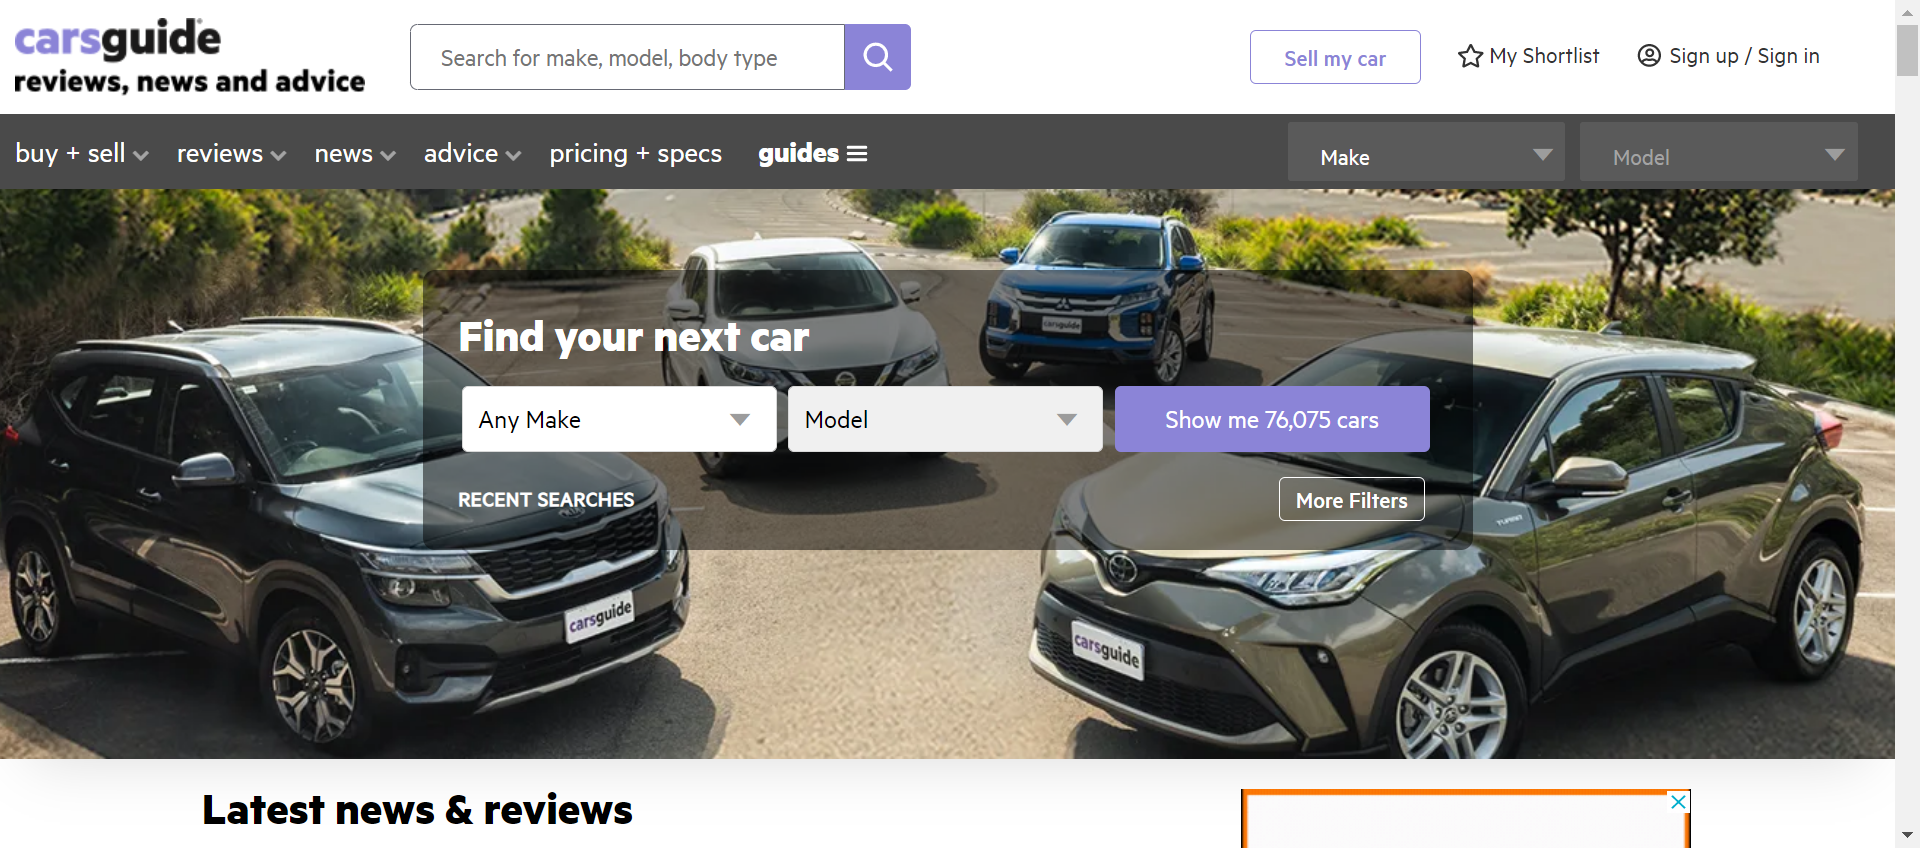 carsguide
reviews, news and advice
Search for make, model, body type
Sell my car
My Shortlist
Sign up / Sign in
buy + sell
reviews
news
advice
pricing + specs
guides
Make
Model
Find your next car
Any Make
Model
Show me 76,075 cars
RECENT SEARCHES
More Filters
carsguide
carsguide
carsguide
Latest news & reviews